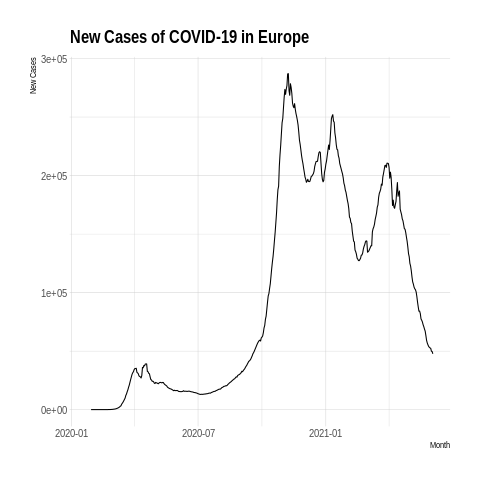 New Cases of COVID-19 in Europe
New Cases
3e+05
2e+05
1e+05
0e+00
2020-01 2020-07 2021-01
Month